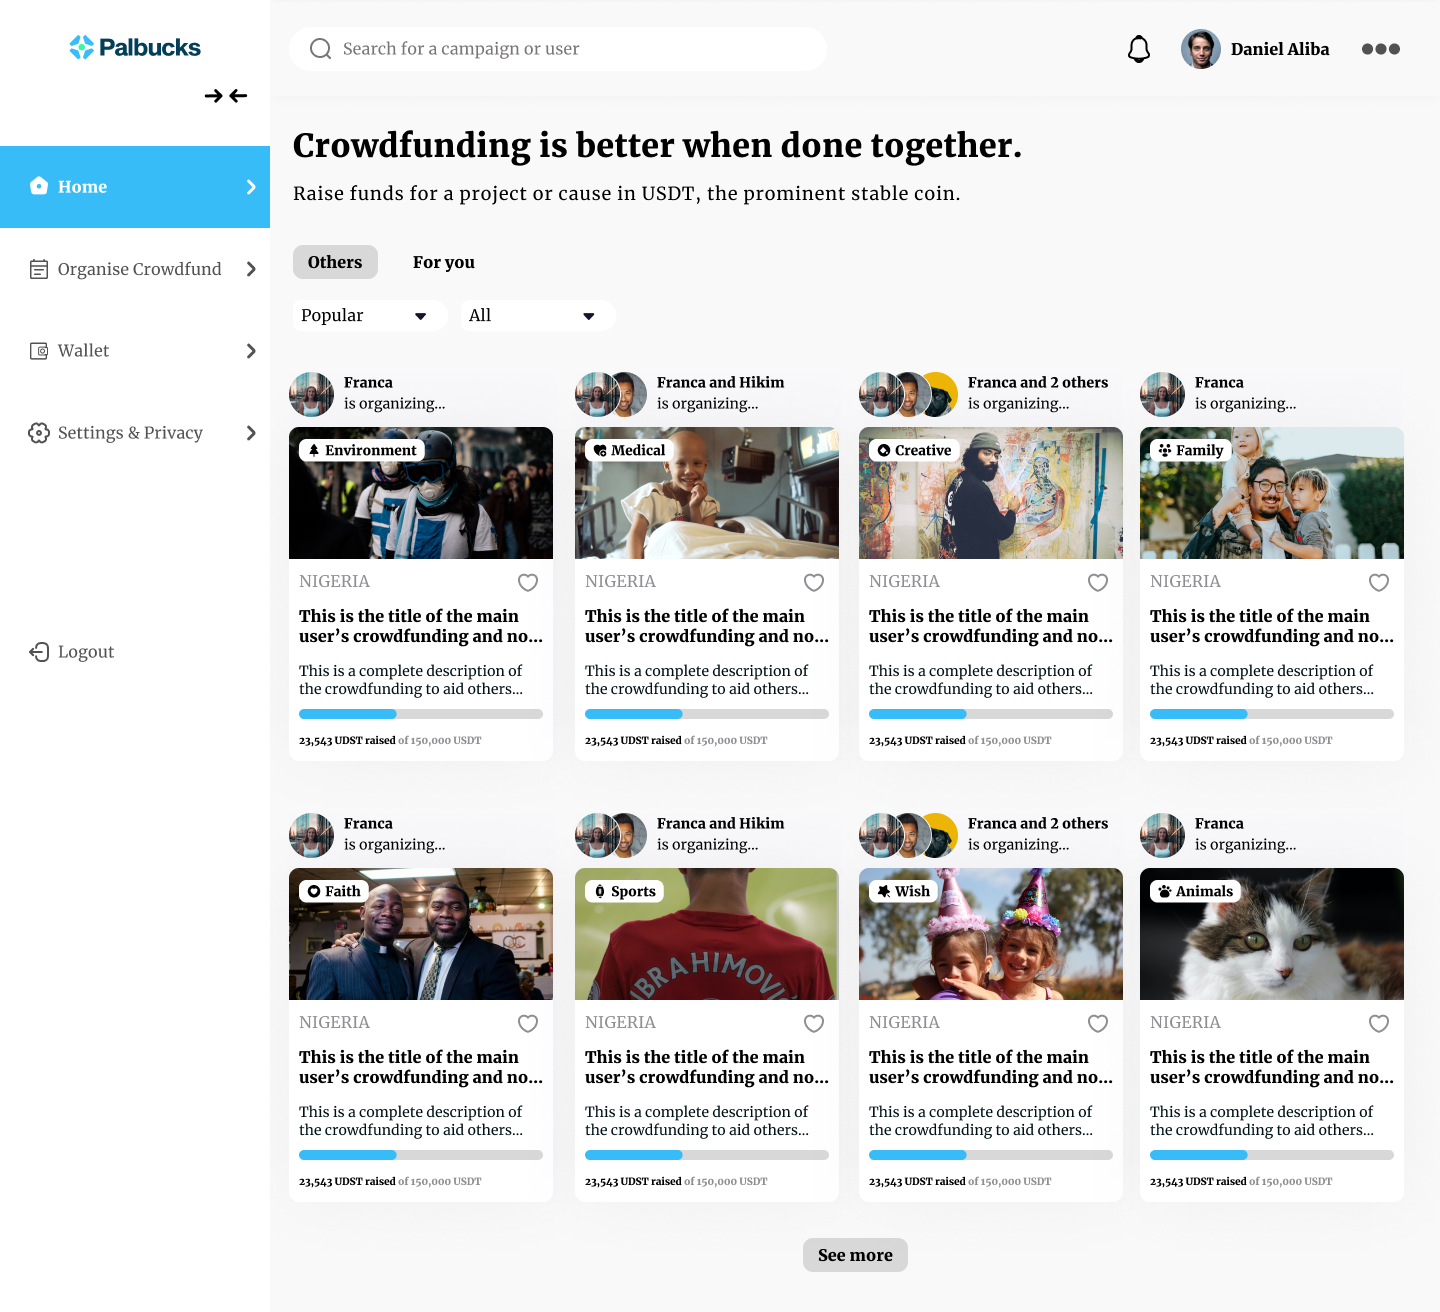 Palbucks
Search for a campaign or user
Daniel Aliba
Home
Organise Crowdfund
Wallet
Settings & Privacy
Logout
Crowdfunding is better when done together.
Raise funds for a project or cause in USDT, the prominent stable coin.
Others
For you
Popular
All
Franca
is organizing...
Environment
NIGERIA
This is the title of the main
user’s crowdfunding and no...
This is a complete description of
the crowdfunding to aid others...
23,543 UDST raised of 150,000 USDT
Franca and Hikim
is organizing...
Medical
NIGERIA
This is the title of the main
user’s crowdfunding and no...
This is a complete description of
the crowdfunding to aid others...
23,543 UDST raised of 150,000 USDT
Franca and 2 others
is organizing...
Creative
NIGERIA
This is the title of the main
user’s crowdfunding and no...
This is a complete description of
the crowdfunding to aid others...
23,543 UDST raised of 150,000 USDT
Franca
is organizing...
Family
NIGERIA
This is the title of the main
user’s crowdfunding and no...
This is a complete description of
the crowdfunding to aid others...
23,543 UDST raised of 150,000 USDT
Franca
is organizing...
Faith
NIGERIA
This is the title of the main
user’s crowdfunding and no...
This is a complete description of
the crowdfunding to aid others...
23,543 UDST raised of 150,000 USDT
Franca and Hikim
is organizing...
Sports
IBRAHIMOVIC
NIGERIA
This is the title of the main
user’s crowdfunding and no...
This is a complete description of
the crowdfunding to aid others...
23,543 UDST raised of 150,000 USDT
Franca and 2 others
is organizing...
Wish
NIGERIA
This is the title of the main
user’s crowdfunding and no...
This is a complete description of
the crowdfunding to aid others...
23,543 UDST raised of 150,000 USDT
Franca
is organizing...
Animals
NIGERIA
This is the title of the main
user’s crowdfunding and no...
This is a complete description of
the crowdfunding to aid others...
23,543 UDST raised of 150,000 USDT
See more